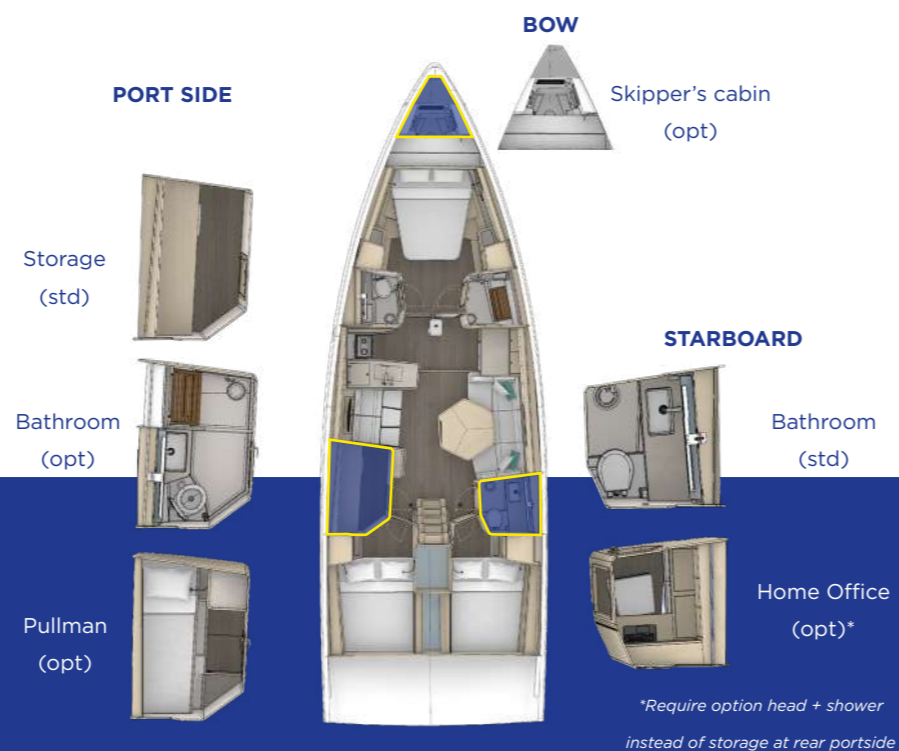 BOW
Skipper's cabin
(opt)
PORT SIDE
Storage
(std)
Bathroom
(opt)
Pullman
(opt)
STARBOARD
Bathroom
(std)
Home Office
(opt)*
*Require option head + shower
instead of storage at rear portside